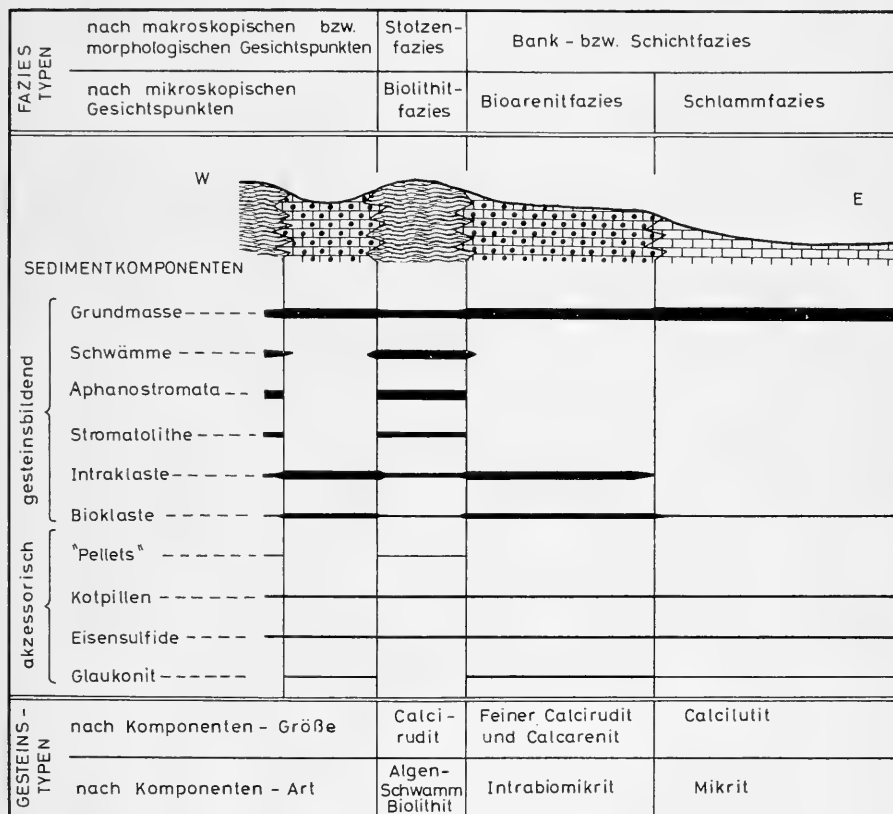 FAZIES
TYPEN
nach makroskopischen bzw.
morphologischen Gesichtspunkten
Stotzen-
fazies
Bank - bzw. Schichtfazies
nach mikroskopischen
Gesichtspunkten
Biolithit-
fazies
Bioarenitfazies
Schlammfazies
W
E
SEDIMENTKOMPONENTEN
gesteinsbildend
Grundmasse
Schwämme
Aphanostromata
Stromatolithe
Intraklaste
Bioklaste
akzessorisch
"Pellets"
Kotpillen
Eisensulfide
Glaukonit
GESTEINS-
TYPEN
nach Komponenten - Größe
Calci-
rudit
Feiner Calcirudit
und Calcarenit
Calcilutit
nach Komponenten - Art
Algen-
Schwamm
Biolithit
Intrabiomikrit
Mikrit